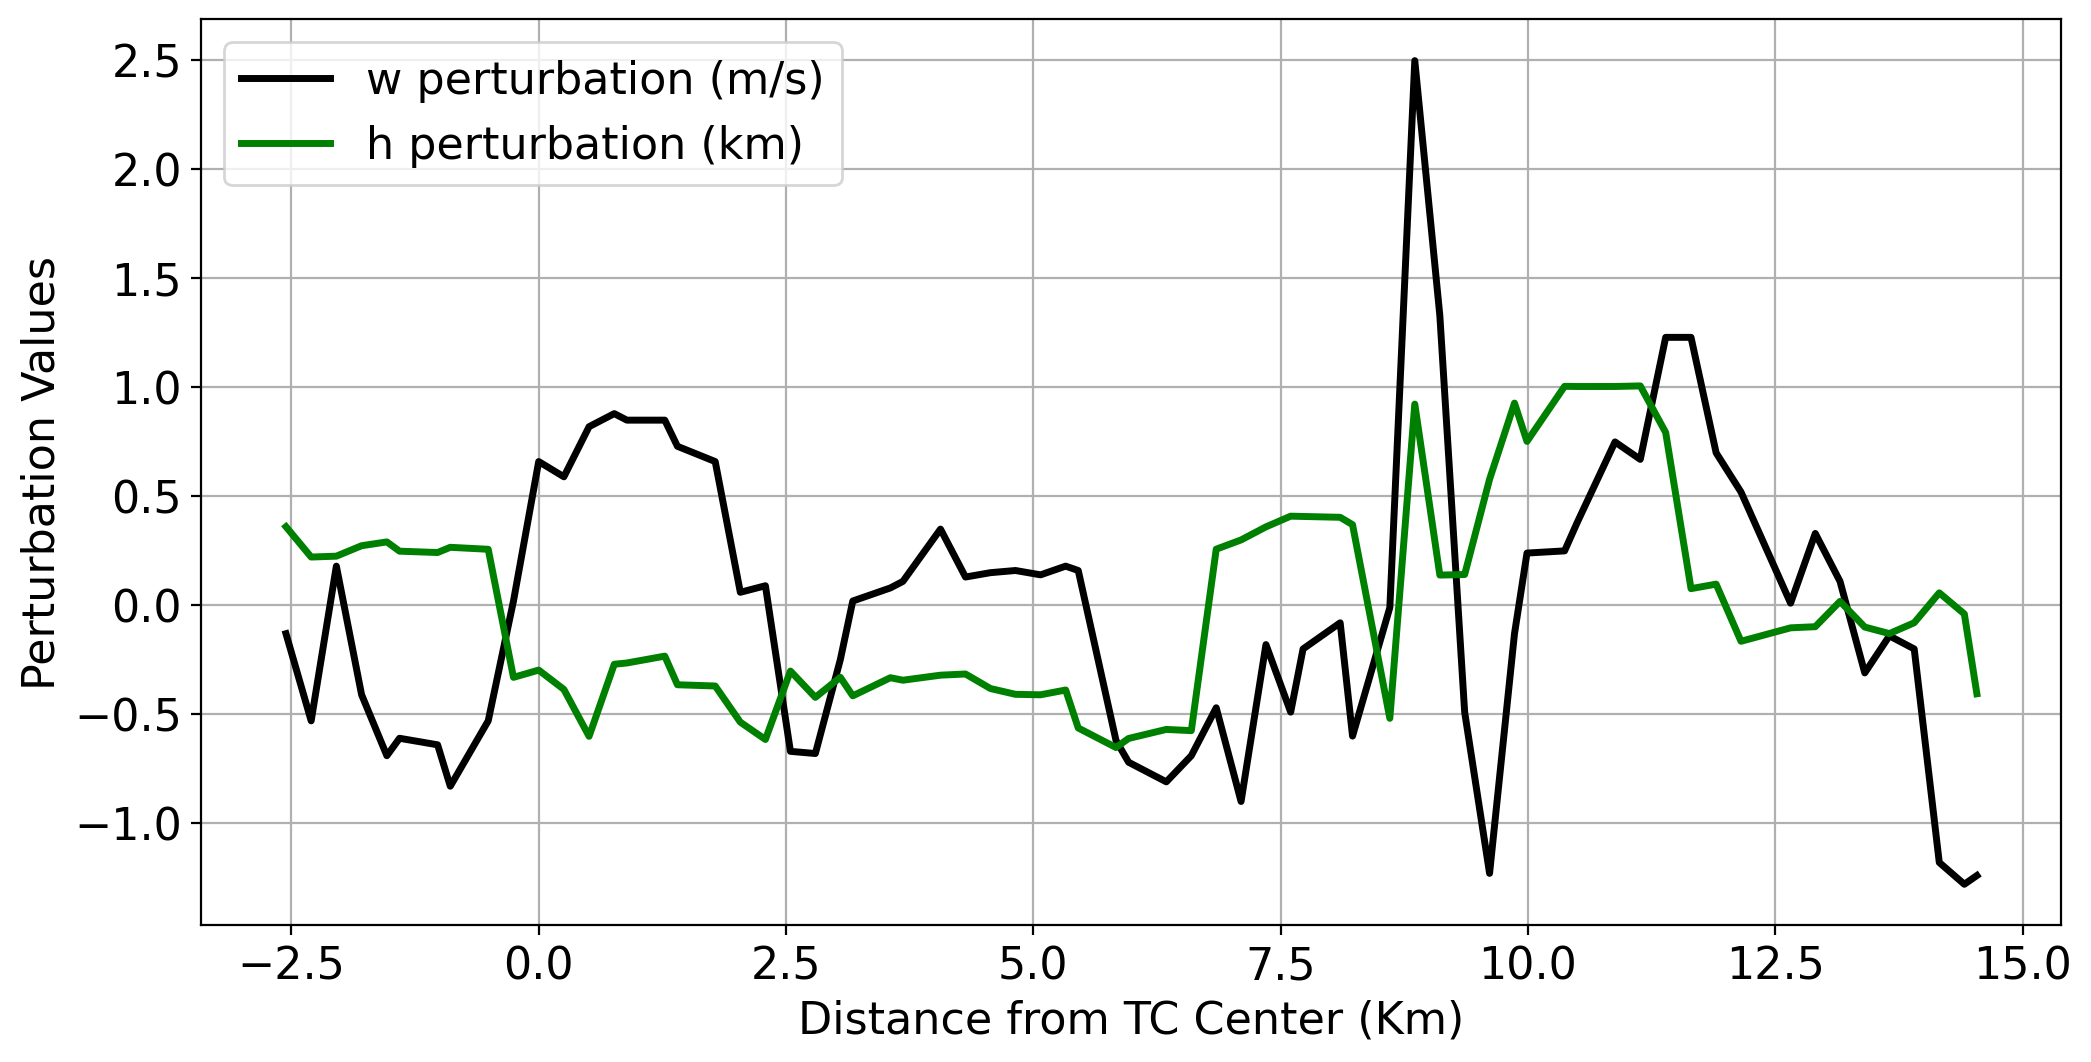 2.5
2.0
1.5
1.0
0.5
0.0
−0.5
−1.0
Perturbation Values
w perturbation (m/s)
h perturbation (km)
−2.5 0.0 2.5 5.0 7.5 10.0 12.5 15.0
Distance from TC Center (Km)